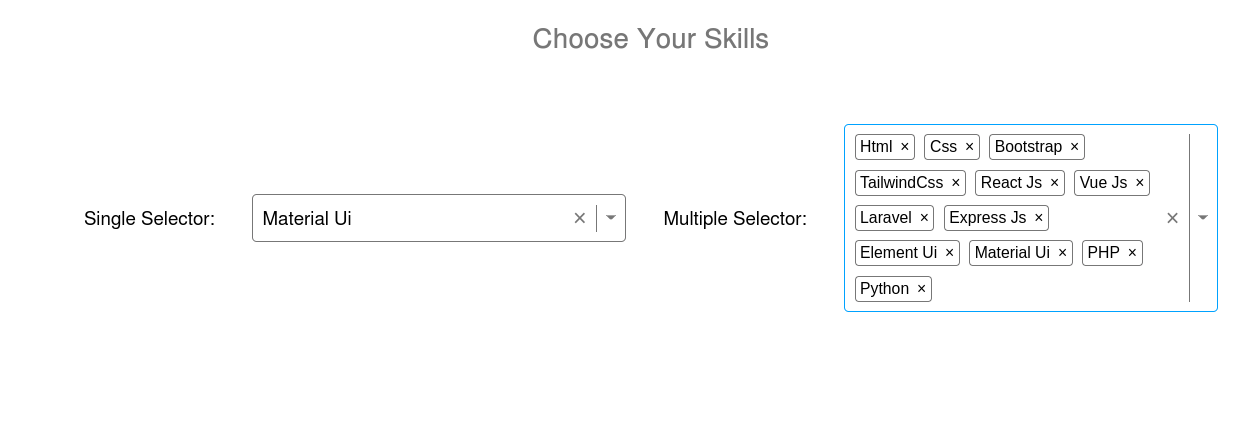 Choose Your Skills
Single Selector:
Material Ui ×
Multiple Selector:
Html × Css × Bootstrap ×
TailwindCss × React Js × Vue Js ×
Laravel × Express Js × ×
Element Ui × Material Ui × PHP ×
Python ×